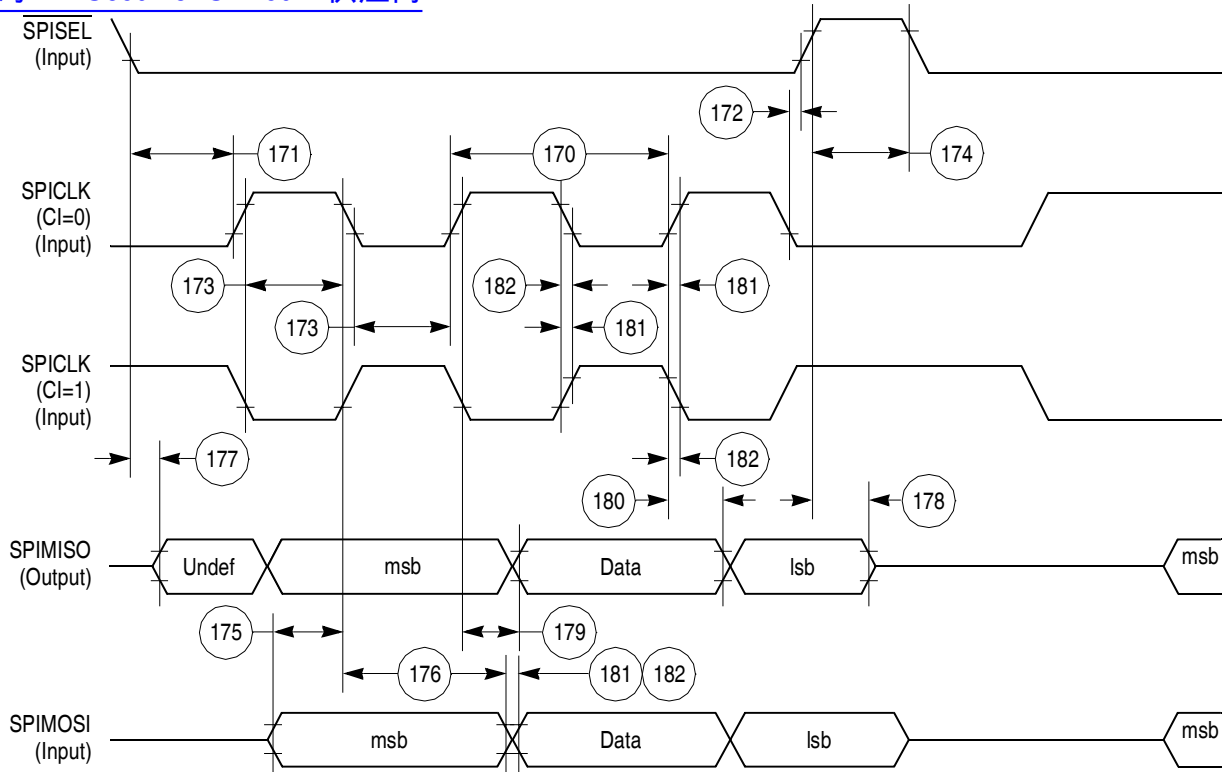 SPISEL
(Input)
172
171
170
174
SPICLK
(CI=0)
(Input)
173
182
181
173
181
SPICLK
(CI=1)
(Input)
177
182
180
178
SPIMISO
(Output)
Undef
msb
Data
lsb
msb
175
179
176
181
182
SPIMOSI
(Input)
msb
Data
lsb
msb